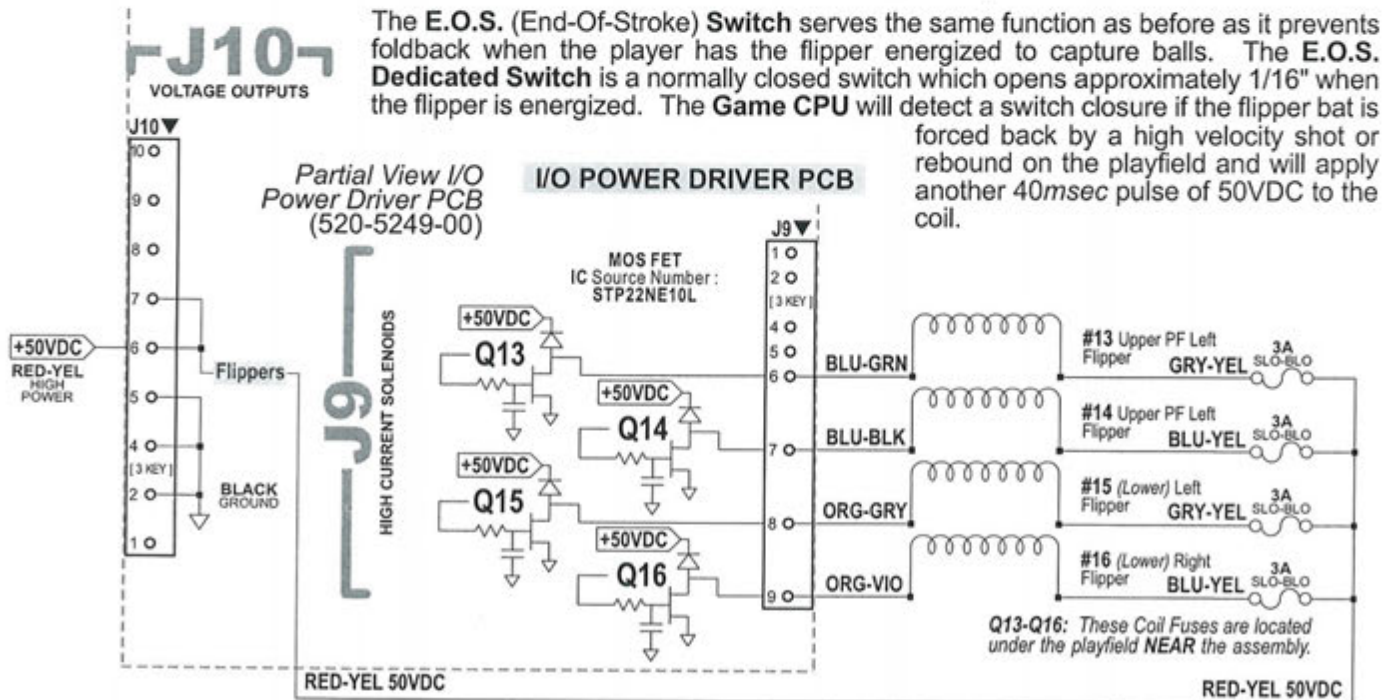 J10
VOLTAGE OUTPUTS
The E.O.S. (End-Of-Stroke) Switch serves the same function as before as it prevents
foldback when the player has the flipper energized to capture balls. The E.O.S.
Dedicated Switch is a normally closed switch which opens approximately 1/16" when
the flipper is energized. The Game CPU will detect a switch closure if the flipper bat is
forced back by a high velocity shot or
rebound on the playfield and will apply
another 40msec pulse of 50VDC to the
coil.
J10▼
10
9
8
7
6
5
4
[ 3 KEY ]
2
1
+50VDC
RED-YEL
HIGH
POWER
Flippers
BLACK
GROUND
Partial View I/O
Power Driver PCB
(520-5249-00)
I/O POWER DRIVER PCB
J9
HIGH CURRENT SOLENOIDS
MOS FET
IC Source Number :
STP22NE10L
+50VDC
Q13
+50VDC
Q14
+50VDC
Q15
+50VDC
Q16
J9▼
1
2
[ 3 KEY ]
4
5
6
7
8
9
BLU-GRN
#13 Upper PF Left
Flipper
GRY-YEL
3A
SLO-BLO
BLU-BLK
#14 Upper PF Left
Flipper
BLU-YEL
3A
SLO-BLO
ORG-GRY
#15 (Lower) Left
Flipper
GRY-YEL
3A
SLO-BLO
ORG-VIO
#16 (Lower) Right
Flipper
BLU-YEL
3A
SLO-BLO
Q13-Q16: These Coil Fuses are located
under the playfield NEAR the assembly.
RED-YEL 50VDC
RED-YEL 50VDC